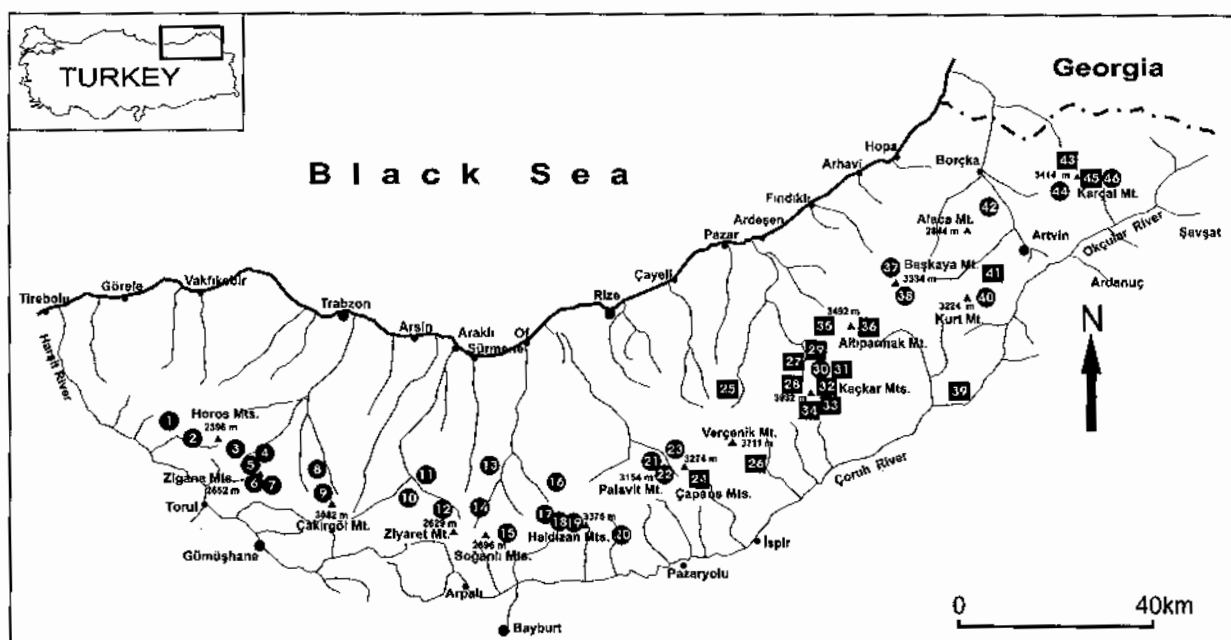 TURKEY
Georgia
Black Sea
Hopa
Arhavi
Borçka
Fındıklı
Ardeşen
Pazar
Çayeli
Rize
Of
Sürmene
Araklı
Arsin
Trabzon
Vakfıkebir
Görele
Tirebolu
Harşit River
43
3414 m
45
46
44
Karçal Mt.
42
Ataca Mt.
2844 m
Artvin
Okçular River
Şavşat
Ardanuç
37
Başkaya Mt.
3334 m
38
41
40
3224 m
Kurt Mt.
3492 m
35
36
Altıparmak Mt.
29
27
30
31
28
32
Kaçkar Mts.
3932 m
33
34
39
25
N
Verçenik Mt.
3711 m
26
Çoruh River
23
21
22
3276 m
3154 m
Palavit Mt.
24
Çapans Mts.
Horos Mts.
2396 m
1
2
3
4
5
6
7
Zigana Mts.
2652 m
8
9
3082 m
Çakırgöl Mt.
Torul
Gümüşhane
11
10
12
2629 m
Ziyaret Mt.
13
14
15
2696 m
Soğanlı Mts.
16
17
18
19
3376 m
Haldizan Mts.
20
İspir
Pazaryolu
Arpalı
Bayburt
0
40km